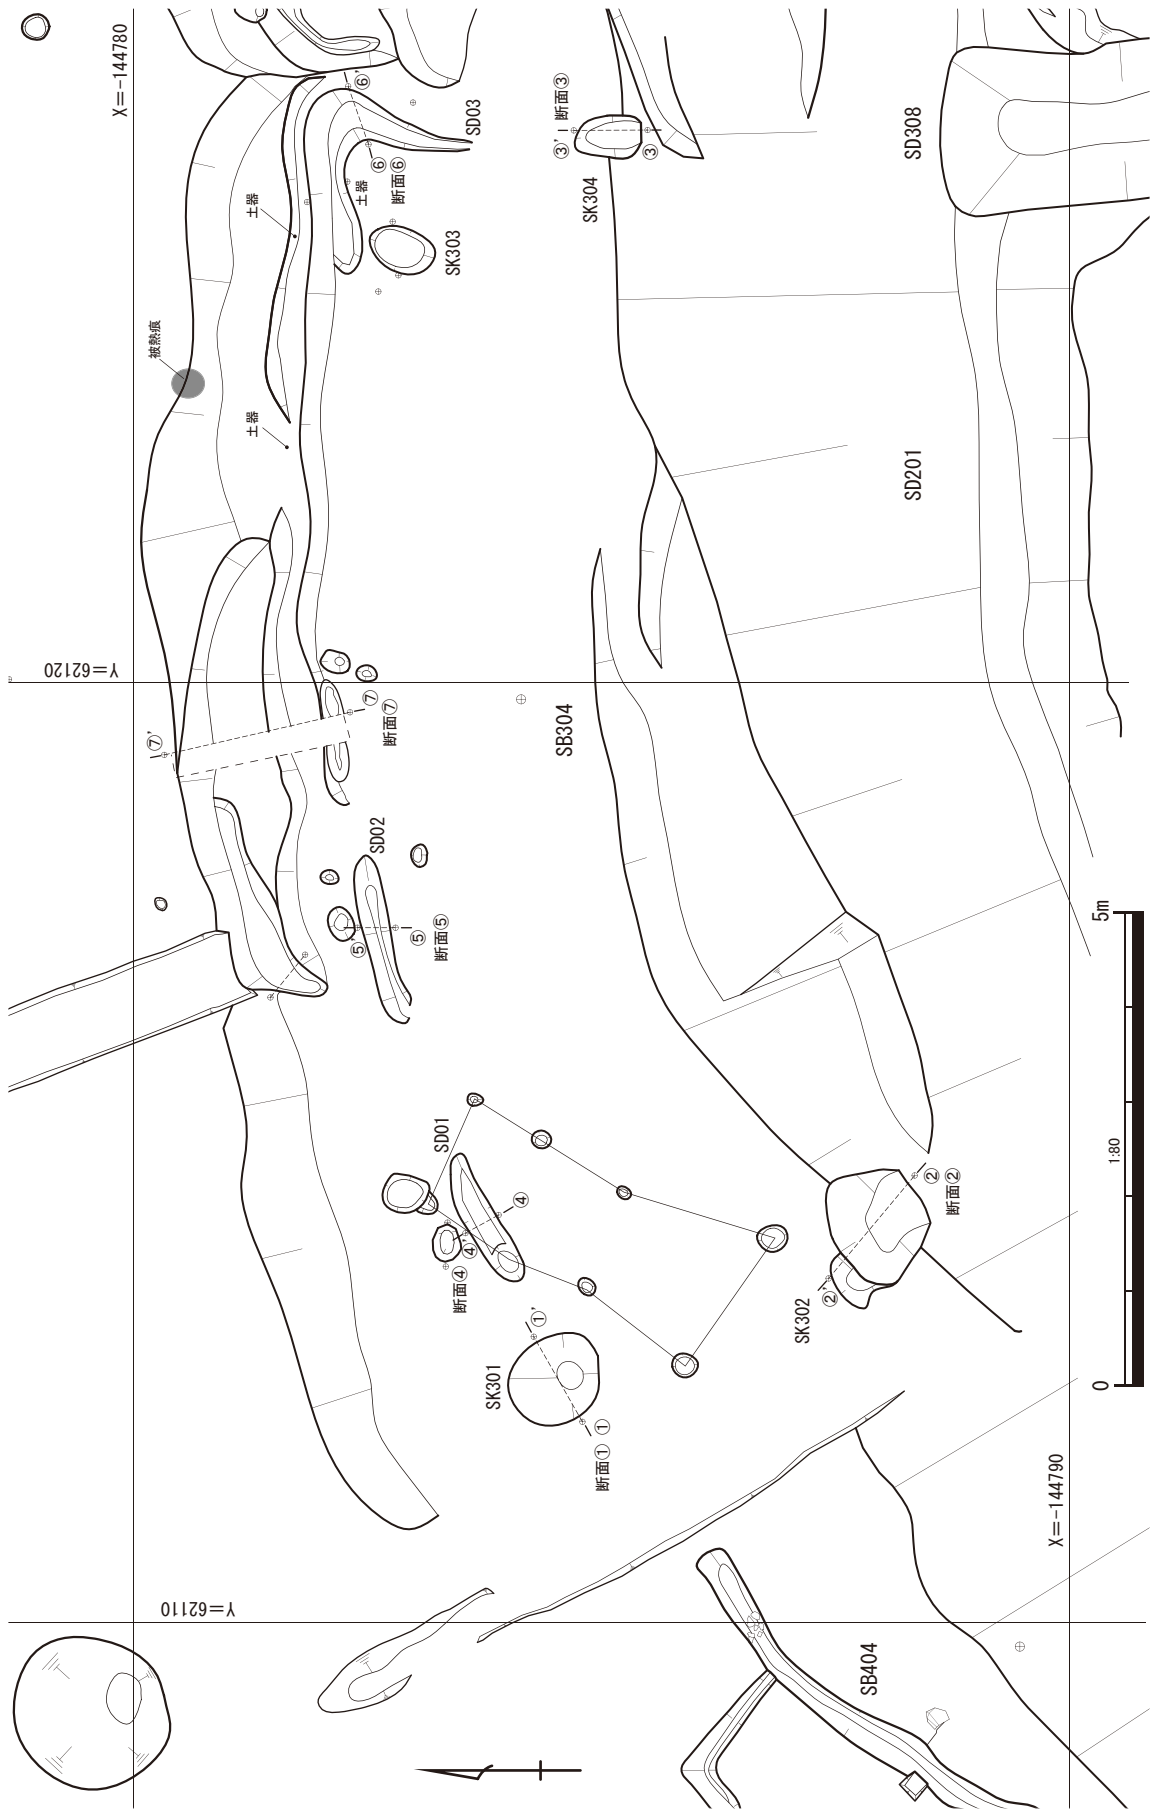 X=-144780
SD03
⑥'
⑥
断面⑥
土器
土器
SK303
断面③
③'
③
SK304
SD308
被熱痕
土器
SD201
Y=62120
⑦'
⑦
断面⑦
SB304
SD02
⑤'
⑤
断面⑤
5m
1:80
0
SD01
④
④'
断面④
②
断面②
②'
SK302
①'
SK301
①
断面①
X=-144790
Y=62110
SB404